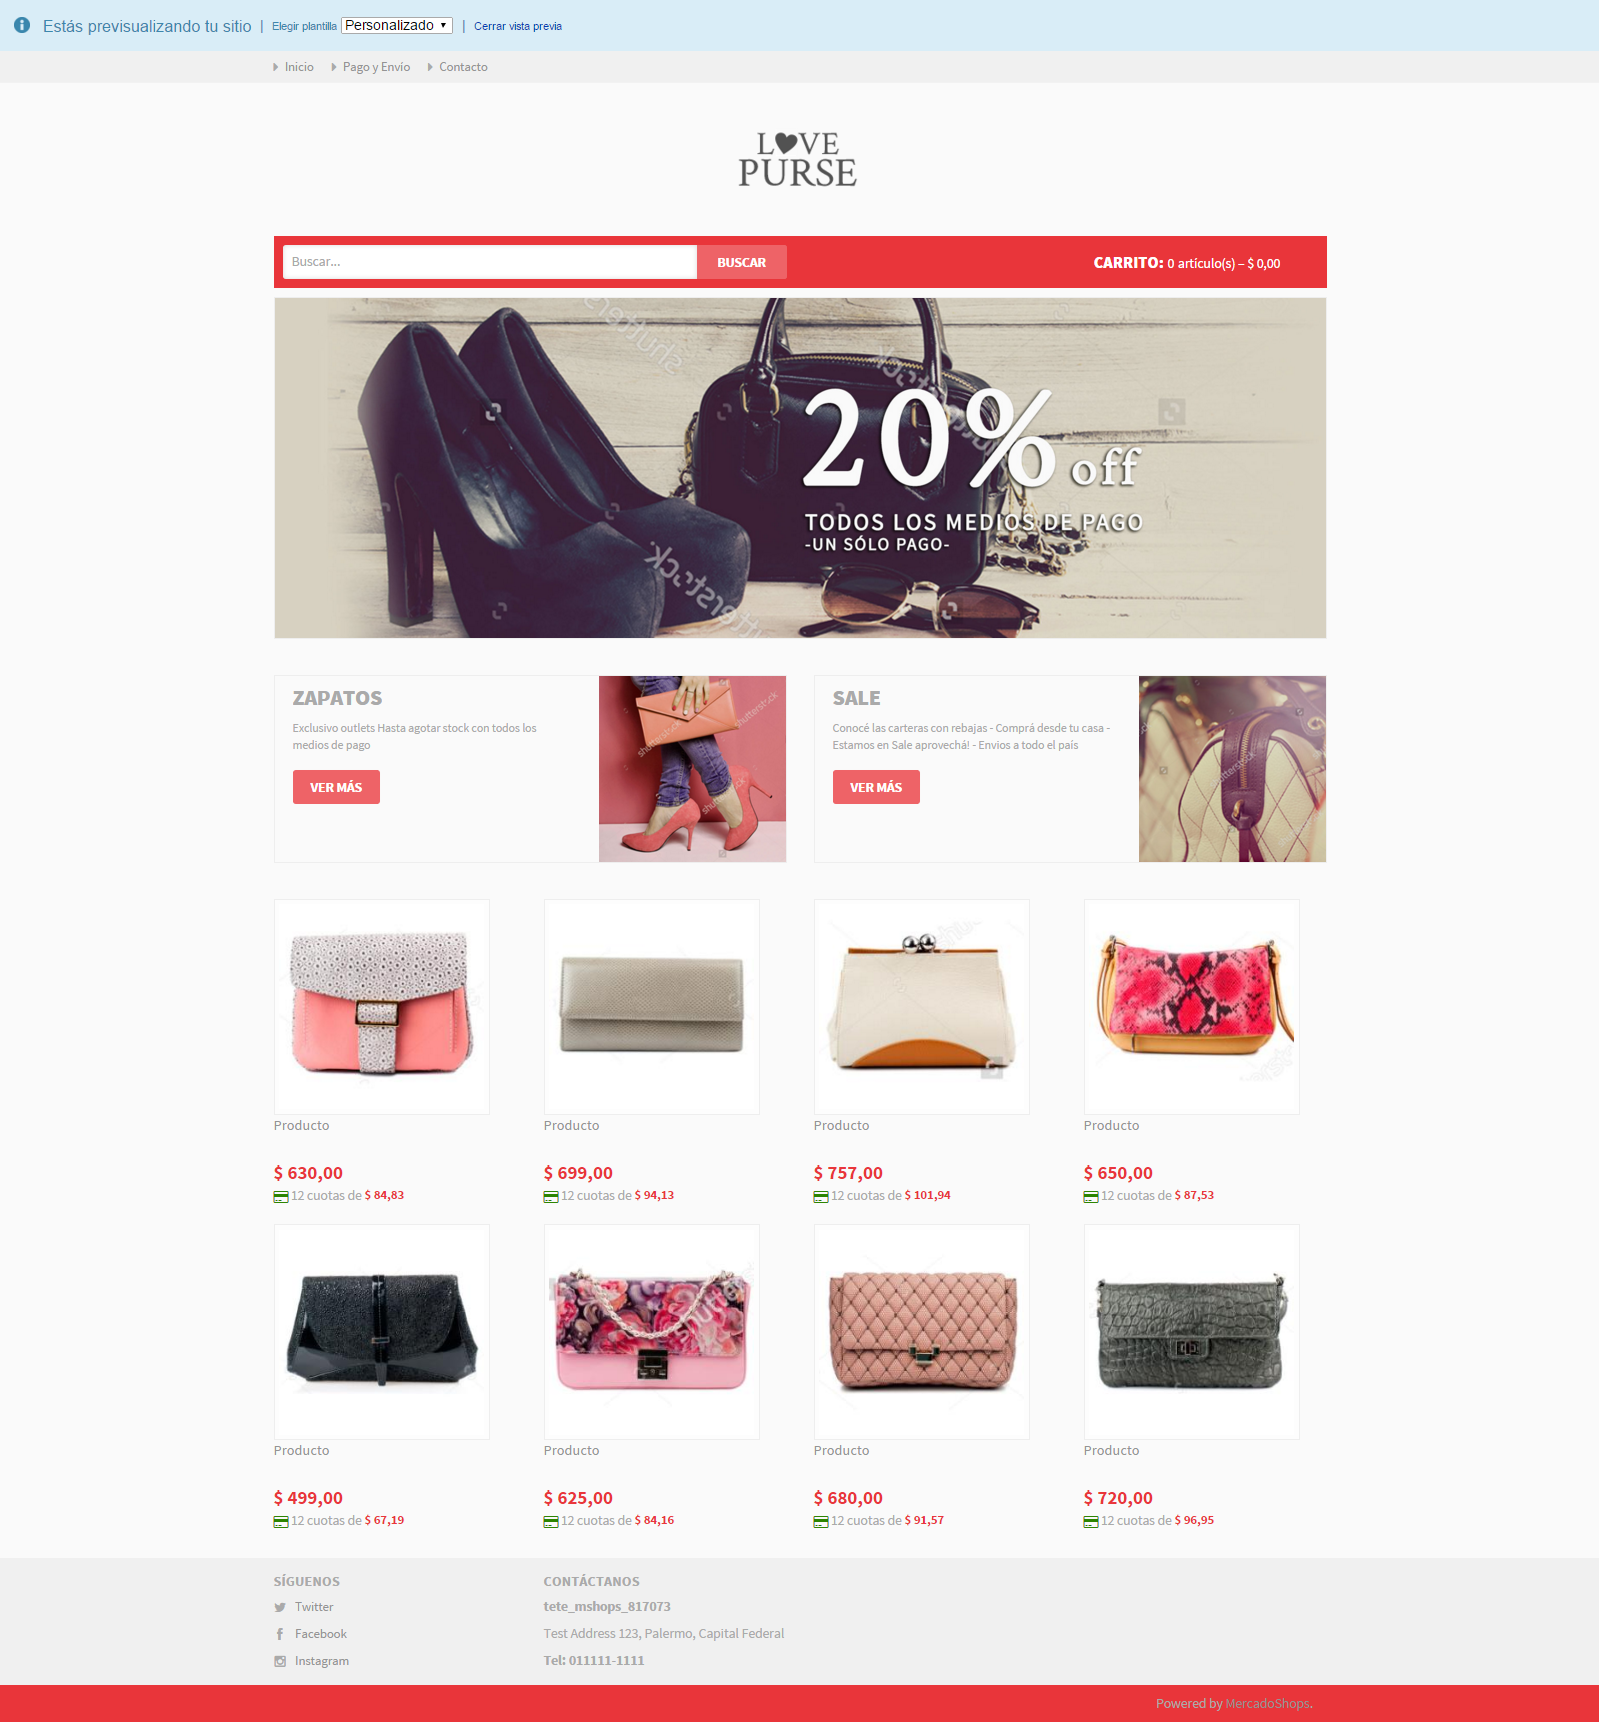 Estás previsualizando tu sitio | Elegir plantilla Personalizado | Cerrar vista previa
Inicio Pago y Envío Contacto
LOVE
PURSE
Buscar... BUSCAR CARRITO: 0 artículo(s) – $ 0,00
20% off
TODOS LOS MEDIOS DE PAGO
-UN SÓLO PAGO-
shutterstock.
ZAPATOS
Exclusivo outlets Hasta agotar stock con todos los
medios de pago
VER MÁS
shutterstock
shutterstock
shutterstock
SALE
Conocé las carteras con rebajas - Comprá desde tu casa -
Estamos en Sale aprovechá! - Envios a todo el país
VER MÁS
shutterstock
Producto Producto Producto Producto
$ 630,00 $ 699,00 $ 757,00 $ 650,00
12 cuotas de $ 84,83 12 cuotas de $ 94,13 12 cuotas de $ 101,94 12 cuotas de $ 87,53
Producto Producto Producto Producto
$ 499,00 $ 625,00 $ 680,00 $ 720,00
12 cuotas de $ 67,19 12 cuotas de $ 84,16 12 cuotas de $ 91,57 12 cuotas de $ 96,95
SÍGUENOS
Twitter
Facebook
Instagram
CONTÁCTANOS
tete_mshops_817073
Test Address 123, Palermo, Capital Federal
Tel: 011111-1111
Powered by MercadoShops.